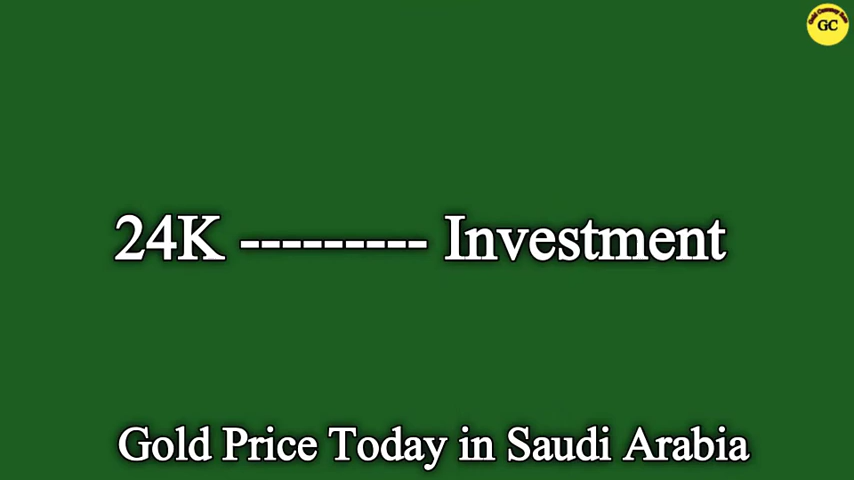 GC
24K --------- Investment
Gold Price Today in Saudi Arabia